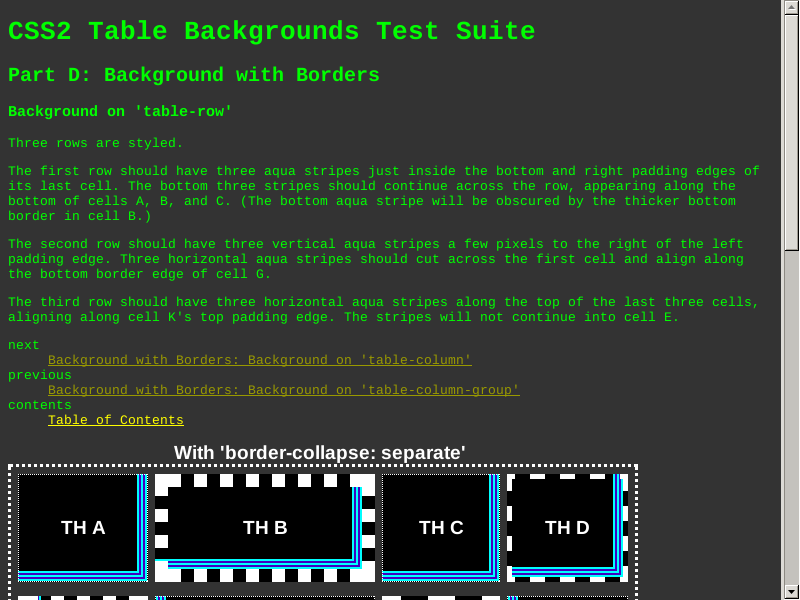 CSS2 Table Backgrounds Test Suite
Part D: Background with Borders
Background on 'table-row'
Three rows are styled.
The first row should have three aqua stripes just inside the bottom and right padding edges of
its last cell. The bottom three stripes should continue across the row, appearing along the
bottom of cells A, B, and C. (The bottom aqua stripe will be obscured by the thicker bottom
border in cell B.)
The second row should have three vertical aqua stripes a few pixels to the right of the left
padding edge. Three horizontal aqua stripes should cut across the first cell and align along
the bottom border edge of cell G.
The third row should have three horizontal aqua stripes along the top of the last three cells,
aligning along cell K's top padding edge. The stripes will not continue into cell E.
next
Background with Borders: Background on 'table-column'
previous
Background with Borders: Background on 'table-column-group'
contents
Table of Contents
With 'border-collapse: separate'
TH A TH B TH C TH D